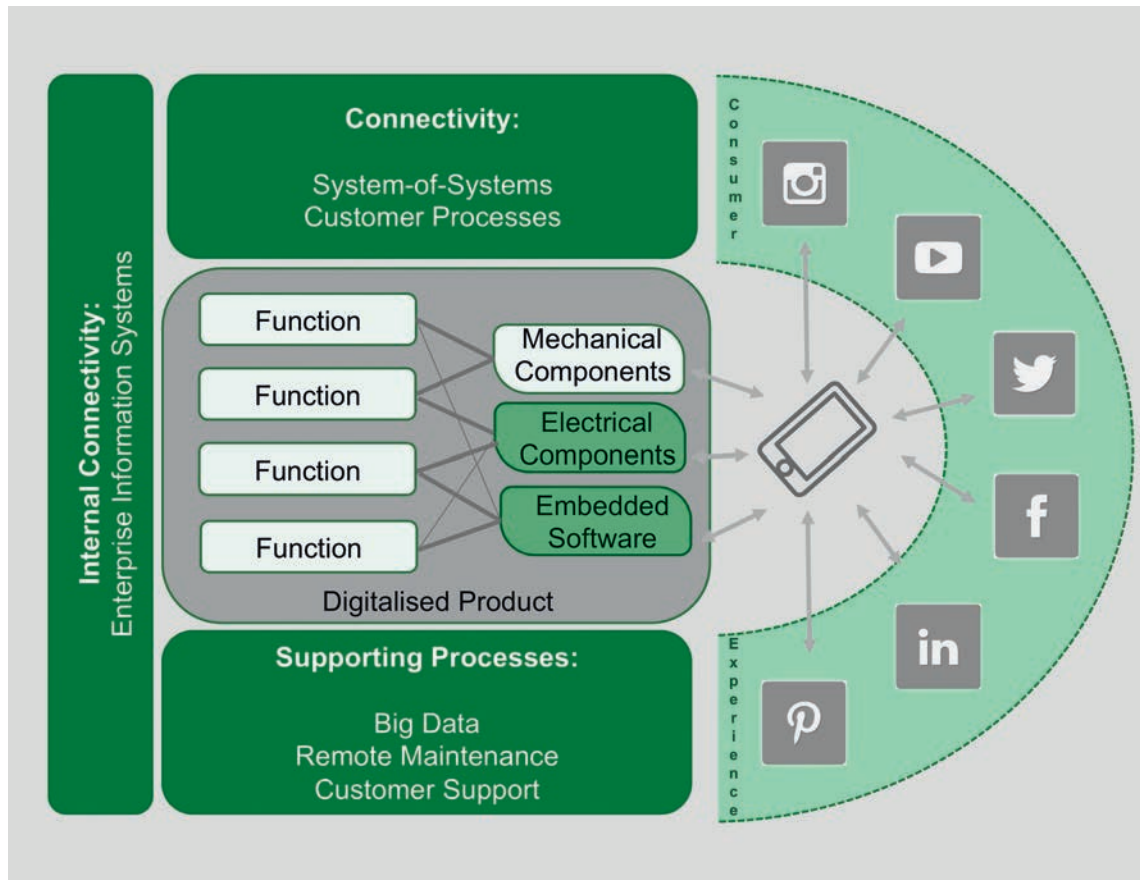 Internal Connectivity:
Enterprise Information Systems
Connectivity:
System-of-Systems
Customer Processes
Function
Function
Function
Function
Mechanical
Components
Electrical
Components
Embedded
Software
Digitalised Product
Supporting Processes:
Big Data
Remote Maintenance
Customer Support
Consumer
Experience
f
in